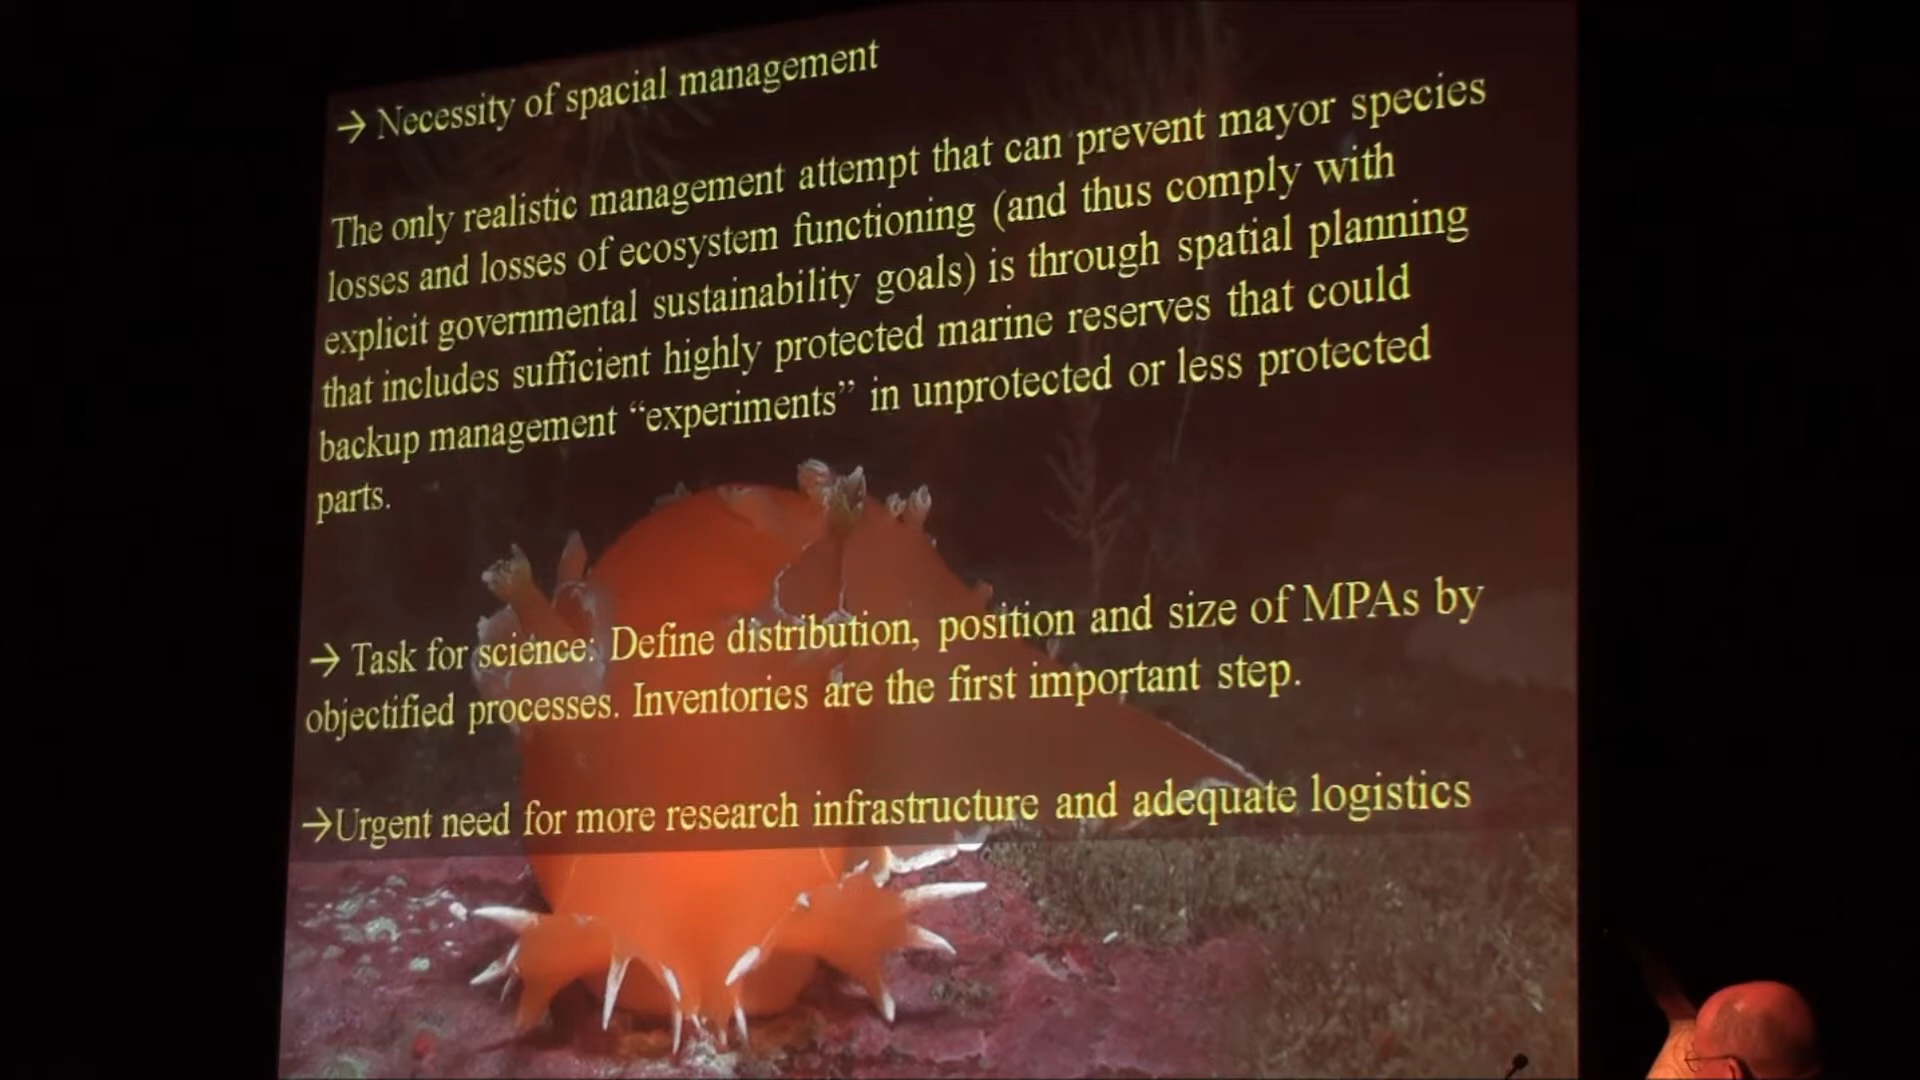 → Necessity of spacial management
The only realistic management attempt that can prevent mayor species
losses and losses of ecosystem functioning (and thus comply with
explicit governmental sustainability goals) is through spatial planning
that includes sufficient highly protected marine reserves that could
backup management “experiments” in unprotected or less protected
parts.
→ Task for science: Define distribution, position and size of MPAs by
objectified processes. Inventories are the first important step.
→Urgent need for more research infrastructure and adequate logistics